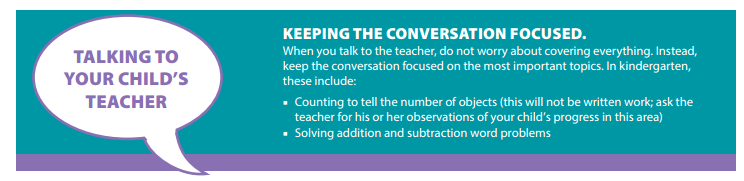 TALKING TO
YOUR CHILD'S
TEACHER
KEEPING THE CONVERSATION FOCUSED.
When you talk to the teacher, do not worry about covering everything. Instead,
keep the conversation focused on the most important topics. In kindergarten,
these include:
▪ Counting to tell the number of objects (this will not be written work; ask the
teacher for his or her observations of your child's progress in this area)
▪ Solving addition and subtraction word problems